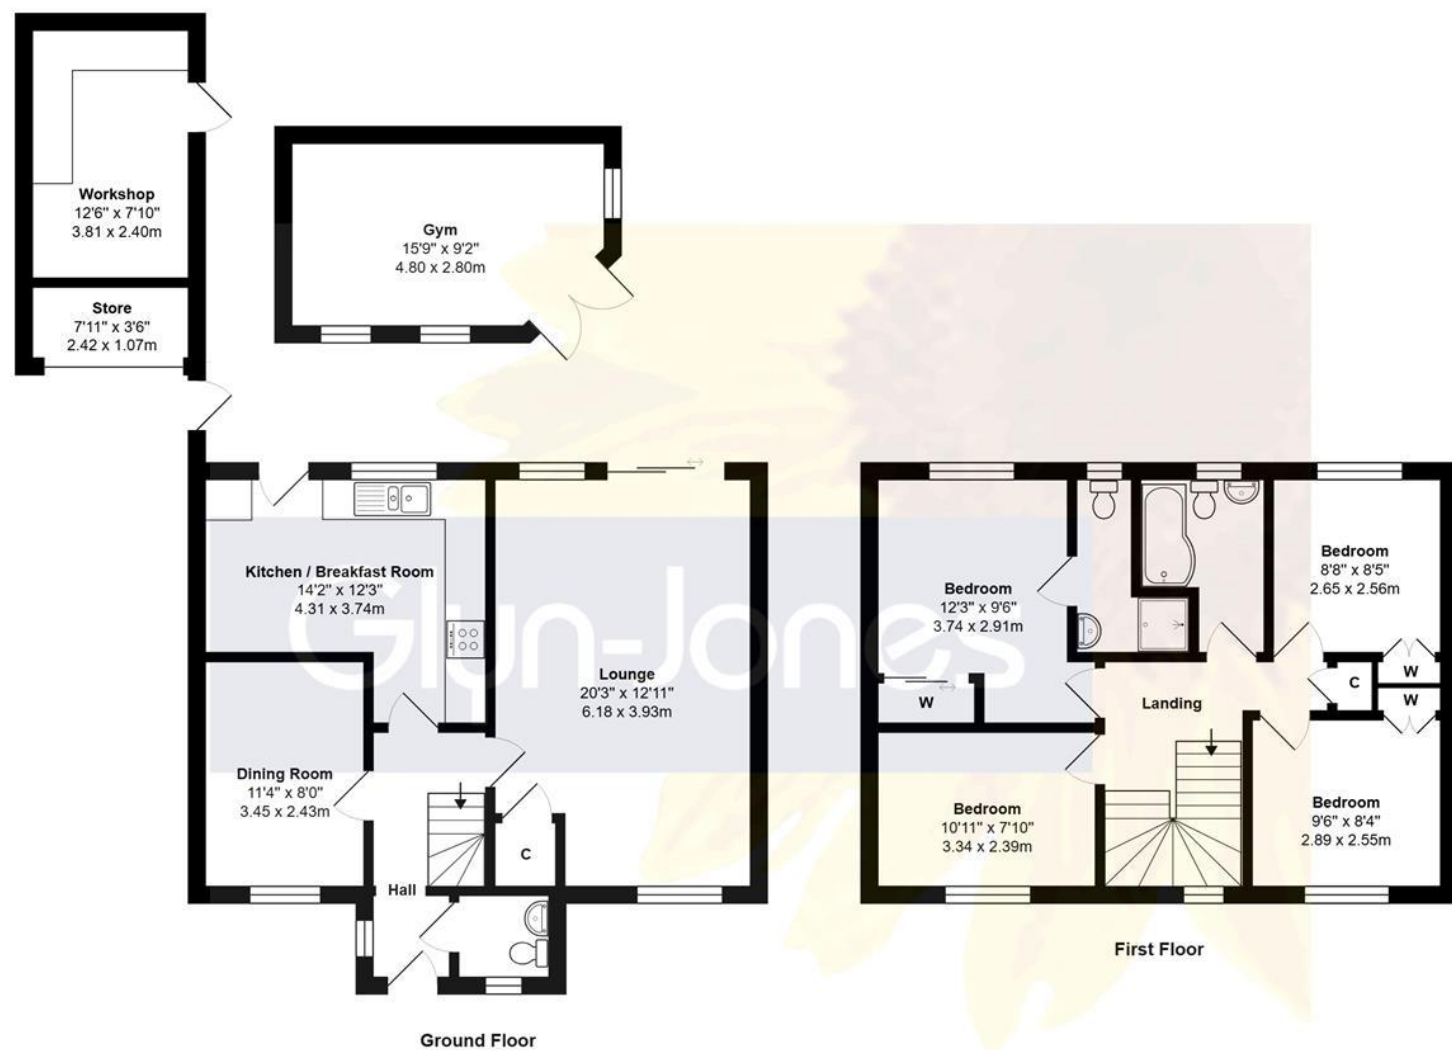 Workshop
12'6" x 7'10"
3.81 x 2.40m
Store
7'11" x 3'6"
2.42 x 1.07m
Gym
15'9" x 9'2"
4.80 x 2.80m
Kitchen / Breakfast Room
14'2" x 12'3"
4.31 x 3.74m
Lounge
20'3" x 12'11"
6.18 x 3.93m
Dining Room
11'4" x 8'0"
3.45 x 2.43m
C
Hall
Ground Floor
Bedroom
12'3" x 9'6"
3.74 x 2.91m
W
Bedroom
8'8" x 8'5"
2.65 x 2.56m
W
C
W
Landing
Bedroom
10'11" x 7'10"
3.34 x 2.39m
Bedroom
9'6" x 8'4"
2.89 x 2.55m
First Floor
Glyn-Jones